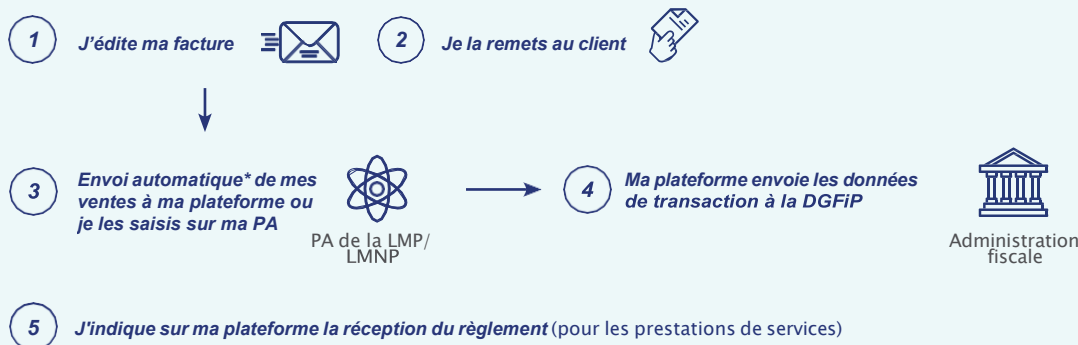 1 J’édite ma facture
2 Je la remets au client
3 Envoi automatique* de mes
ventes à ma plateforme ou
je les saisis sur ma PA
PA de la LMP/
LMNP
4 Ma plateforme envoie les données
de transaction à la DGFiP
Administration
fiscale
5 J'indique sur ma plateforme la réception du règlement (pour les prestations de services)